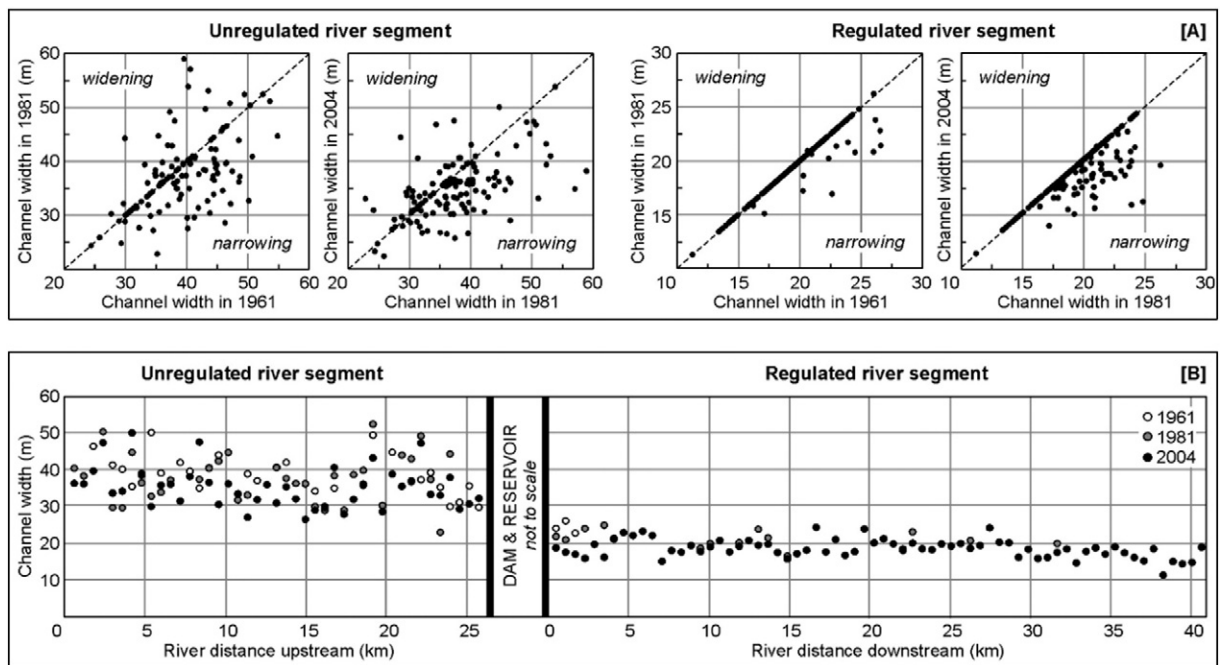 Unregulated river segment
Regulated river segment
[A]
60
50
40
30
Channel width in 1981 (m)
widening
narrowing
20
30
40
50
60
Channel width in 1961
Channel width in 2004 (m)
widening
narrowing
30
40
50
60
Channel width in 1981
30
25
20
15
10
Channel width in 1981 (m)
widening
narrowing
10
15
20
25
30
Channel width in 1961
Channel width in 2004 (m)
widening
narrowing
10
15
20
25
30
Channel width in 1981
Unregulated river segment
Regulated river segment
[B]
60
50
40
30
20
10
Channel width (m)
0
5
10
15
20
25
River distance upstream (km)
DAM & RESERVOIR
not to scale
1961
1981
2004
0
5
10
15
20
25
30
35
40
River distance downstream (km)